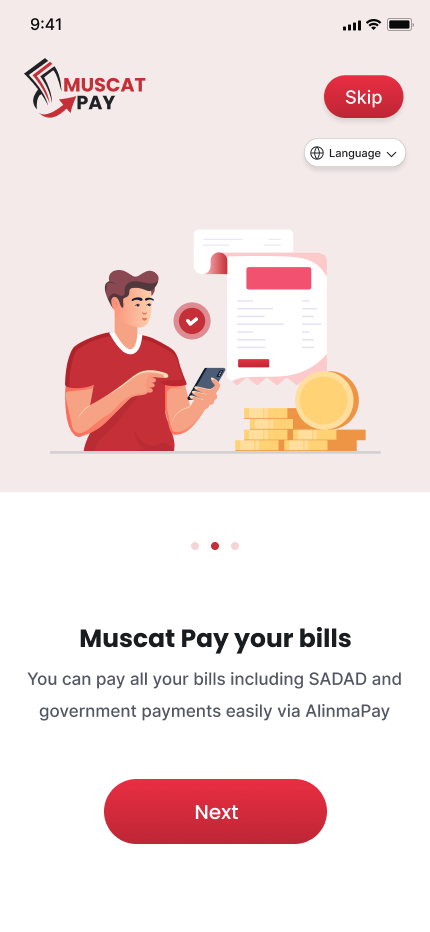 9:41
MUSCAT
PAY
Skip
Language
Muscat Pay your bills
You can pay all your bills including SADAD and
government payments easily via AlinmaPay
Next